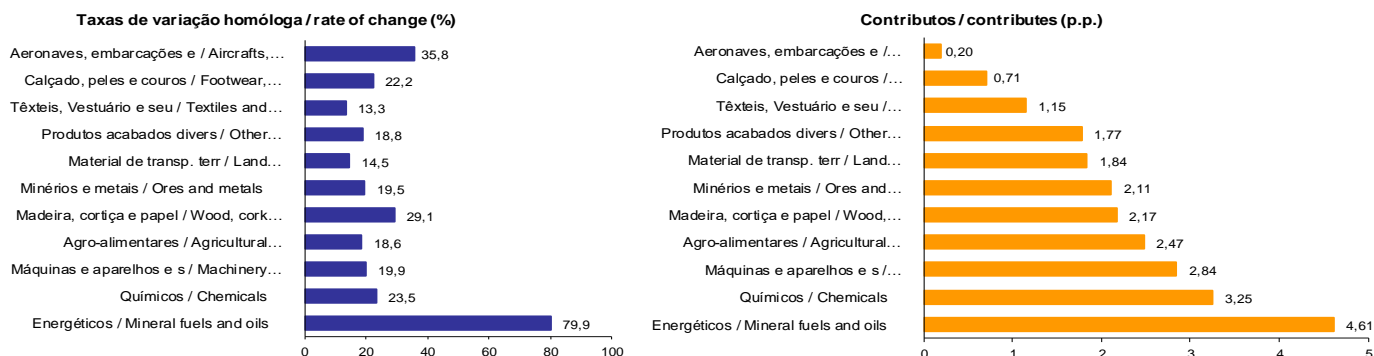 Taxas de variação homóloga / rate of change (%)
Aeronaves, embarcações e / Aircrafts,... 35,8
Calçado, peles e couros / Footwear,... 22,2
Têxteis, Vestuário e seu / Textiles and... 13,3
Produtos acabados divers / Other... 18,8
Material de transp. terr / Land... 14,5
Minérios e metais / Ores and metals 19,5
Madeira, cortiça e papel / Wood, cork... 29,1
Agro-alimentares / Agricultural... 18,6
Máquinas e aparelhos e s / Machinery... 19,9
Químicos / Chemicals 23,5
Energéticos / Mineral fuels and oils 79,9
0 20 40 60 80 100
Contributos / contributes (p.p.)
Aeronaves, embarcações e /... 0,20
Calçado, peles e couros /... 0,71
Têxteis, Vestuário e seu /... 1,15
Produtos acabados divers / Other... 1,77
Material de transp. terr / Land... 1,84
Minérios e metais / Ores and... 2,11
Madeira, cortiça e papel / Wood,... 2,17
Agro-alimentares / Agricultural... 2,47
Máquinas e aparelhos e s /... 2,84
Químicos / Chemicals 3,25
Energéticos / Mineral fuels and oils 4,61
0 1 2 3 4 5